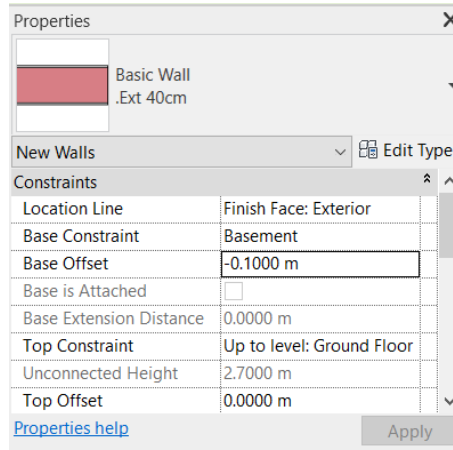 Properties
Basic Wall
.Ext 40cm
New Walls Edit Type
Constraints
Location Line Finish Face: Exterior
Base Constraint Basement
Base Offset -0.1000 m
Base is Attached
Base Extension Distance 0.0000 m
Top Constraint Up to level: Ground Floor
Unconnected Height 2.7000 m
Top Offset 0.0000 m
Properties help Apply